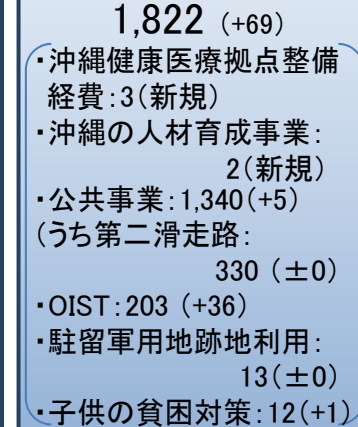 1,822 (+69)
・沖縄健康医療拠点整備
経費:3(新規)
・沖縄の人材育成事業:
2(新規)
・公共事業:1,340(+5)
(うち第二滑走路:
330 (±0)
・OIST:203 (+36)
・駐留軍用地跡地利用:
13(±0)
・子供の貧困対策:12(+1)